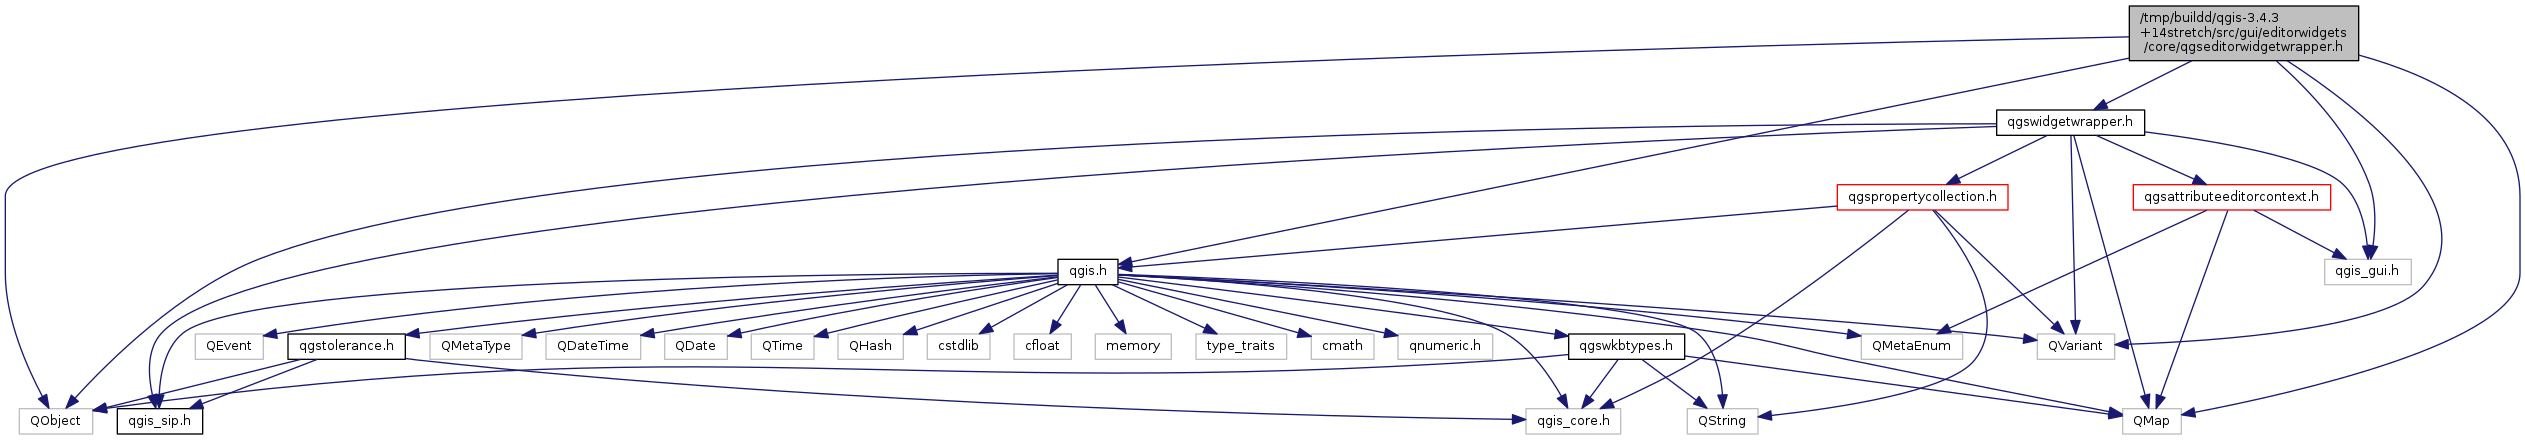 /tmp/buildd/qgis-3.4.3
+14stretch/src/gui/editorwidgets
/core/qgseditorwidgetwrapper.h
qgswidgetwrapper.h
qgspropertycollection.h
qgsattributeeditorcontext.h
qgis.h
qgis_gui.h
QEvent
qgstolerance.h
QMetaType
QDateTime
QDate
QTime
QHash
cstdlib
cfloat
memory
type_traits
cmath
qnumeric.h
qgswkbtypes.h
QMetaEnum
QVariant
QObject
qgis_sip.h
qgis_core.h
QString
QMap